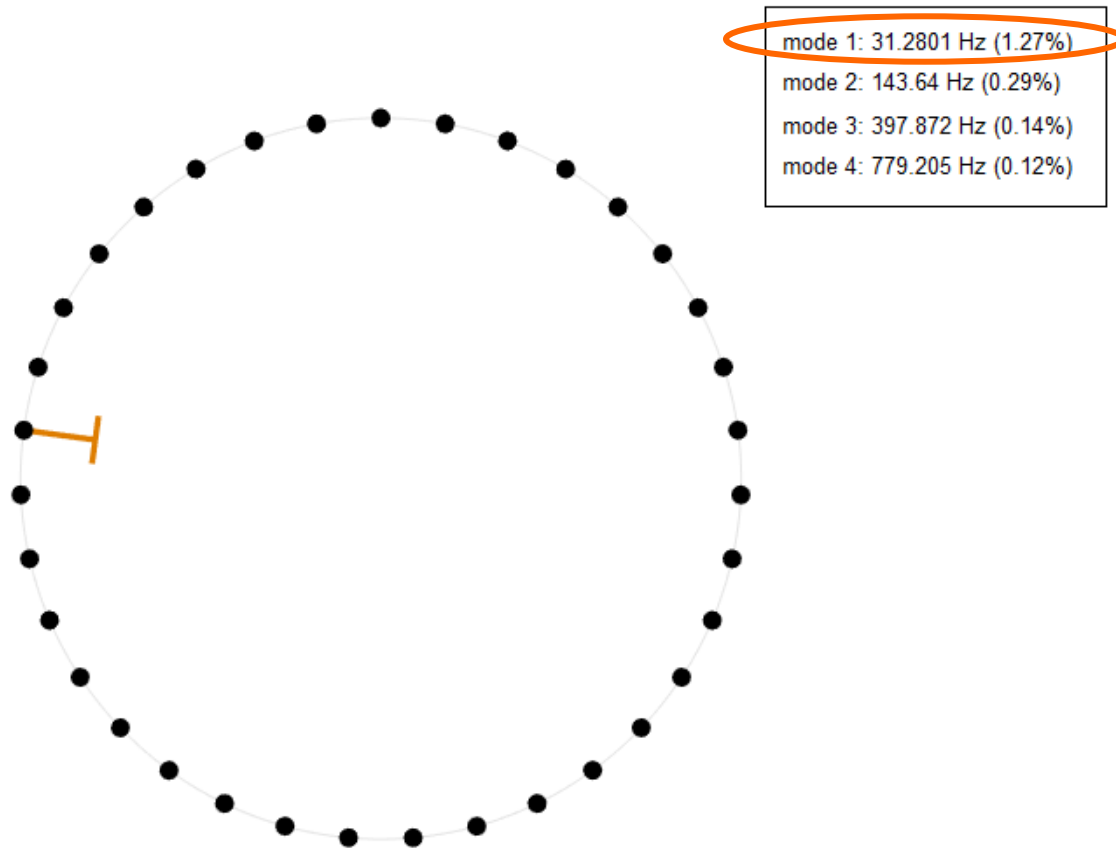 mode 1: 31.2801 Hz (1.27%)
mode 2: 143.64 Hz (0.29%)
mode 3: 397.872 Hz (0.14%)
mode 4: 779.205 Hz (0.12%)